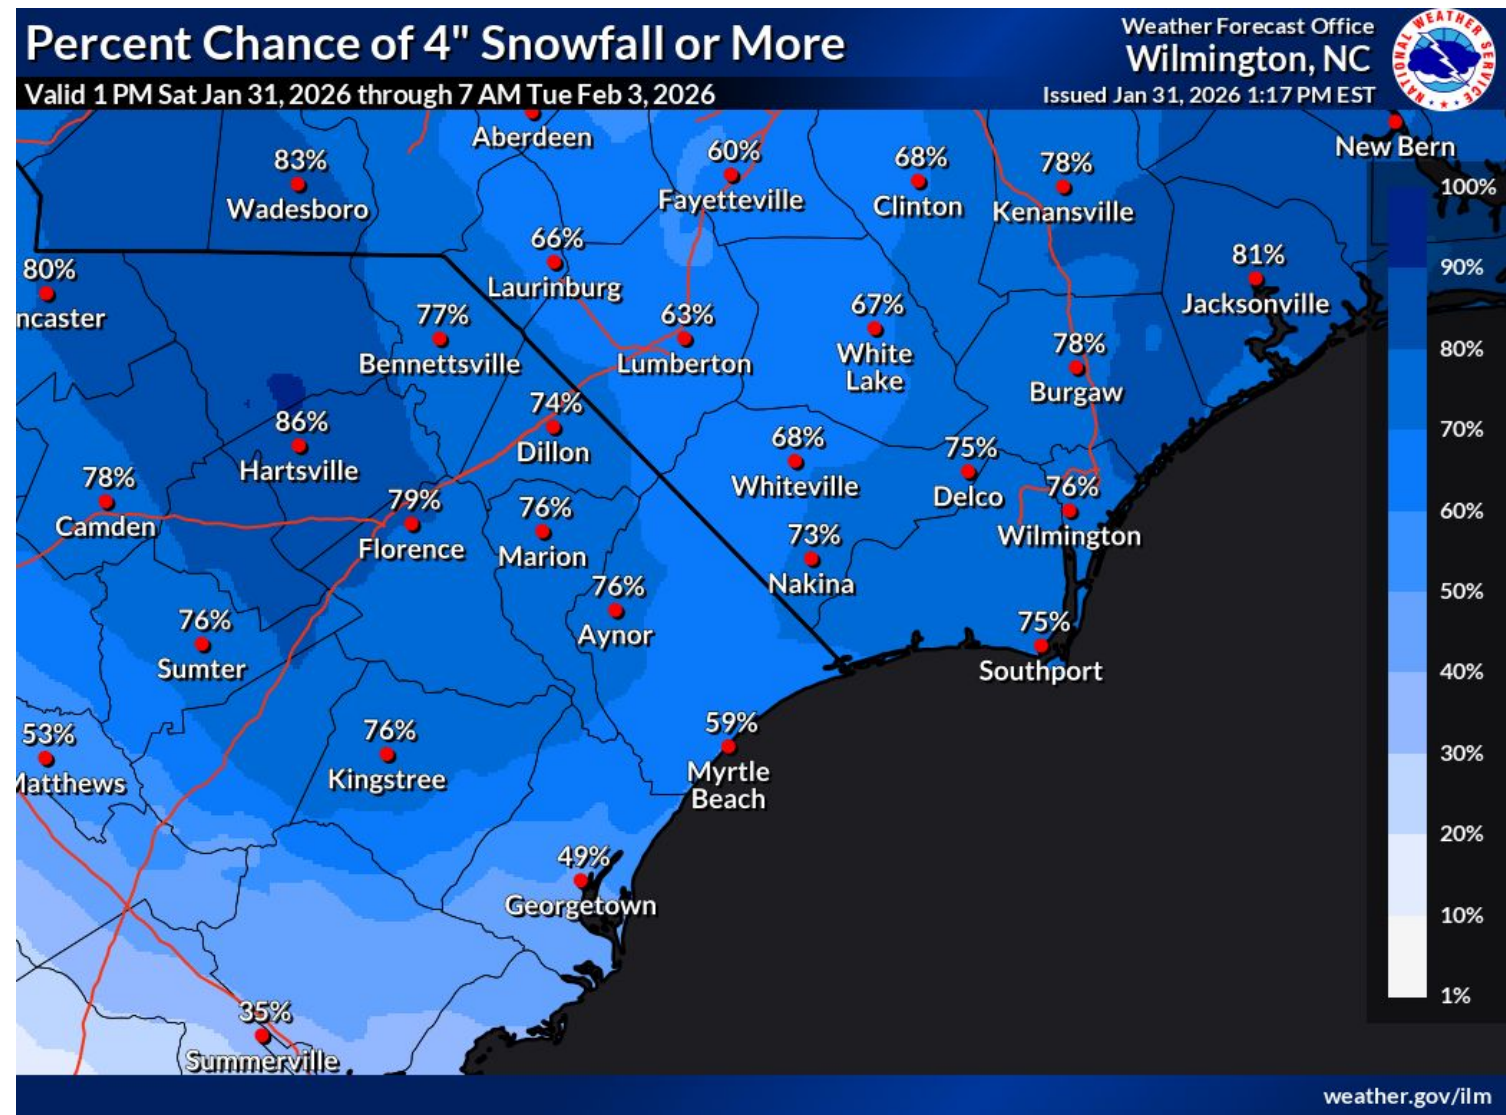 Percent Chance of 4" Snowfall or More
Valid 1 PM Sat Jan 31, 2026 through 7 AM Tue Feb 3, 2026
Weather Forecast Office
Wilmington, NC
Issued Jan 31, 2026 1:17 PM EST
NATIONAL WEATHER SERVICE
Aberdeen
New Bern
83%
Wadesboro
60%
Fayetteville
68%
Clinton
78%
Kenansville
66%
Laurinburg
81%
Jacksonville
80%
ncaster
77%
Bennettsville
63%
Lumberton
67%
White
Lake
78%
Burgaw
86%
Hartsville
74%
Dillon
68%
Whiteville
75%
Delco
76%
Wilmington
78%
Camden
79%
Florence
76%
Marion
73%
Nakina
76%
Aynor
76%
Sumter
75%
Southport
53%
Matthews
76%
Kingstree
59%
Myrtle
Beach
49%
Georgetown
35%
Summerville
100%
90%
80%
70%
60%
50%
40%
30%
20%
10%
1%
weather.gov/ilm